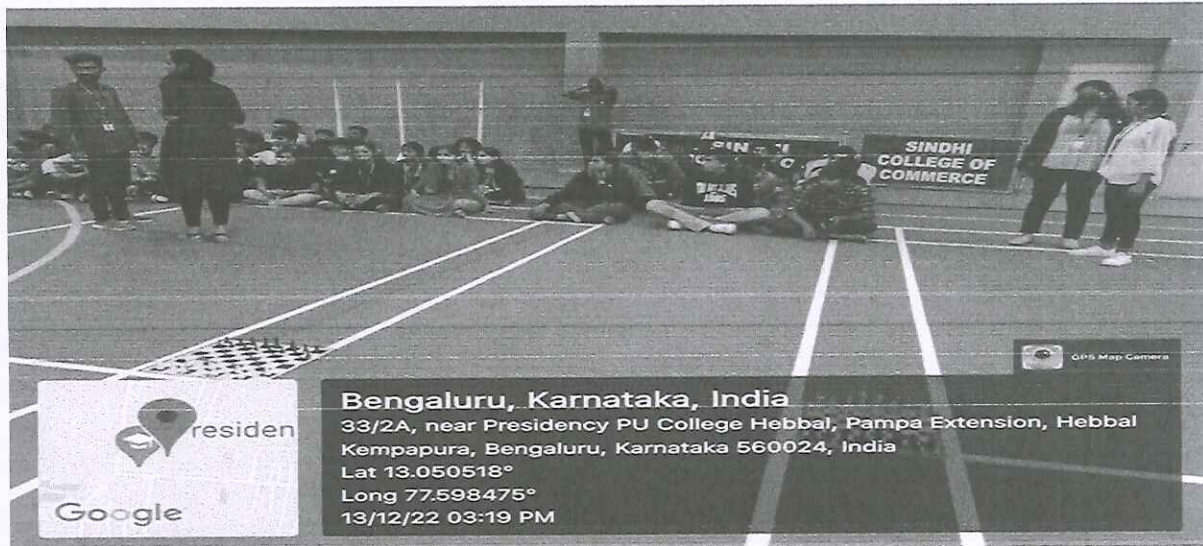 SINDHI
COLLEGE OF
COMMERCE
GPS Map Camera
residen
Google
Bengaluru, Karnataka, India
33/2A, near Presidency PU College Hebbal, Pampa Extension, Hebbal
Kempapura, Bengaluru, Karnataka 560024, India
Lat 13.050518°
Long 77.598475°
13/12/22 03:19 PM